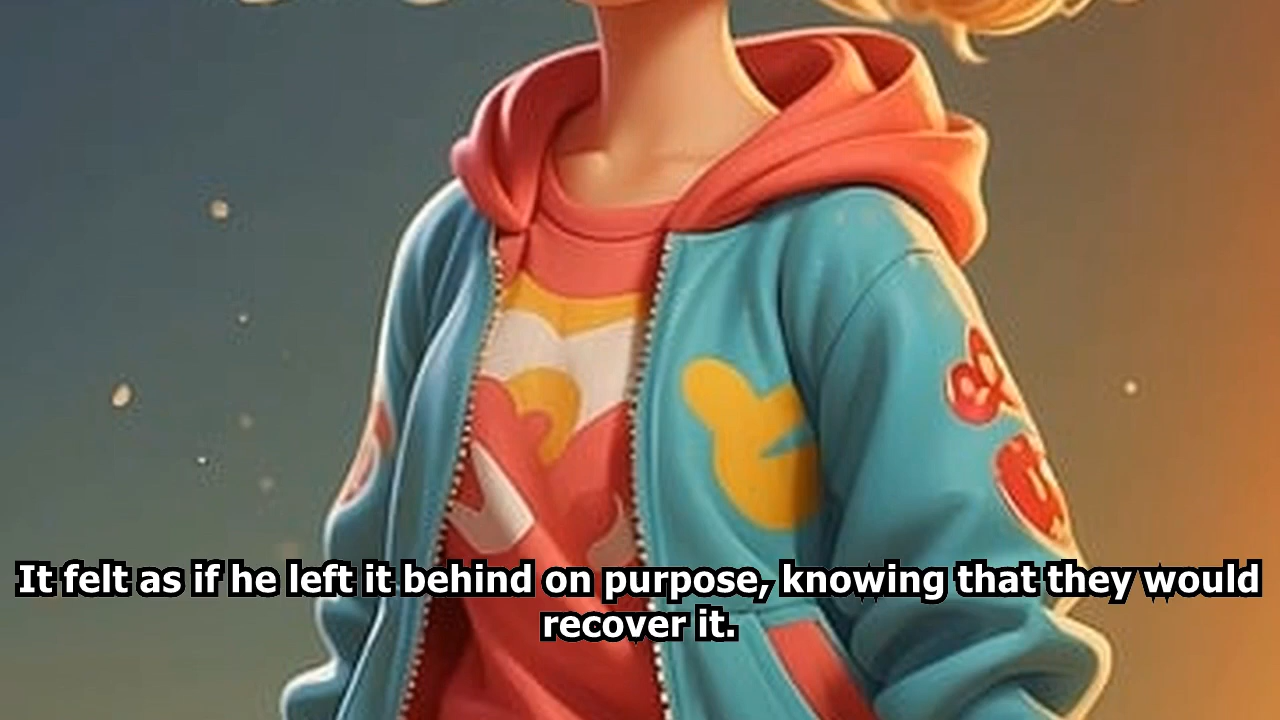 It felt as if he left it behind on purpose, knowing that they would
recover it.